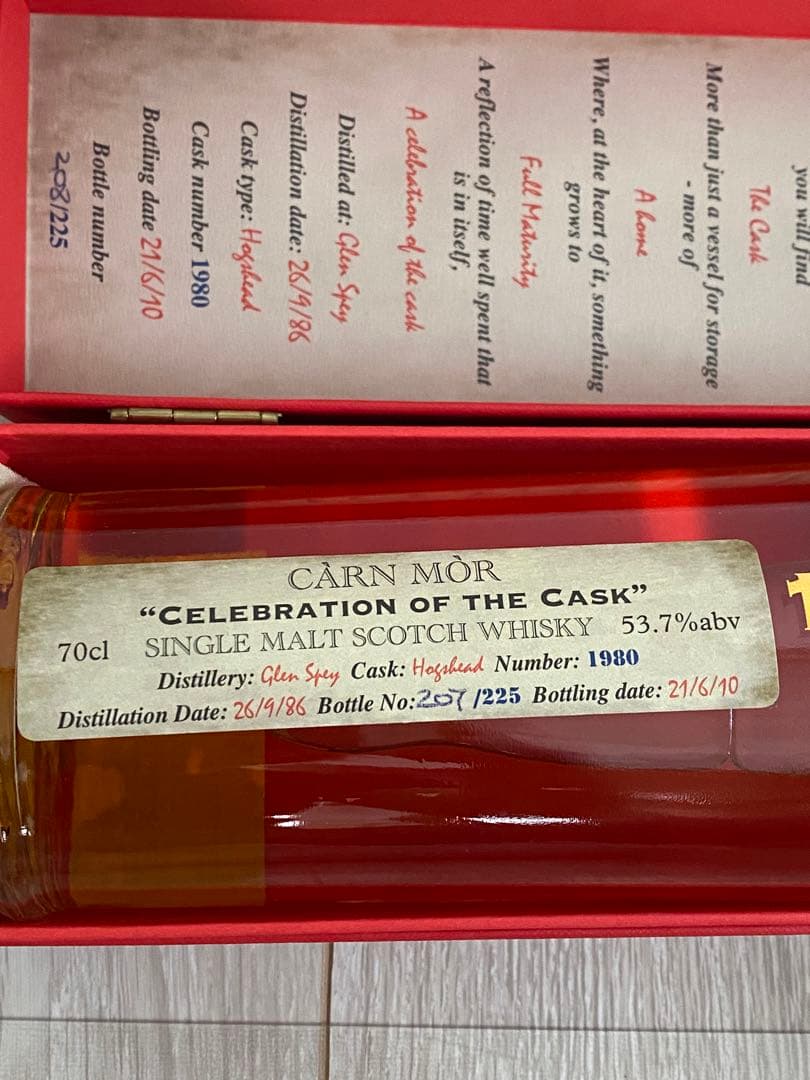 you will find
The Cask
More than just a vessel for storage
- more of
A home
Where, at the heart of it, something
grows to
Full Maturity
A reflection of time well spent that
is in itself,
A celebration of the cask
Distilled at: Glen Spey
Distillation date: 26/9/86
Cask type: Hogshead
Cask number 1980
Bottling date 21/6/10
Bottle number
208/225
CÀRN MÒR
“CELEBRATION OF THE CASK”
70cl SINGLE MALT SCOTCH WHISKY 53.7%abv
Distillery: Glen Spey Cask: Hogshead Number: 1980
Distillation Date: 26/9/86 Bottle No: 207/225 Bottling date: 21/6/10